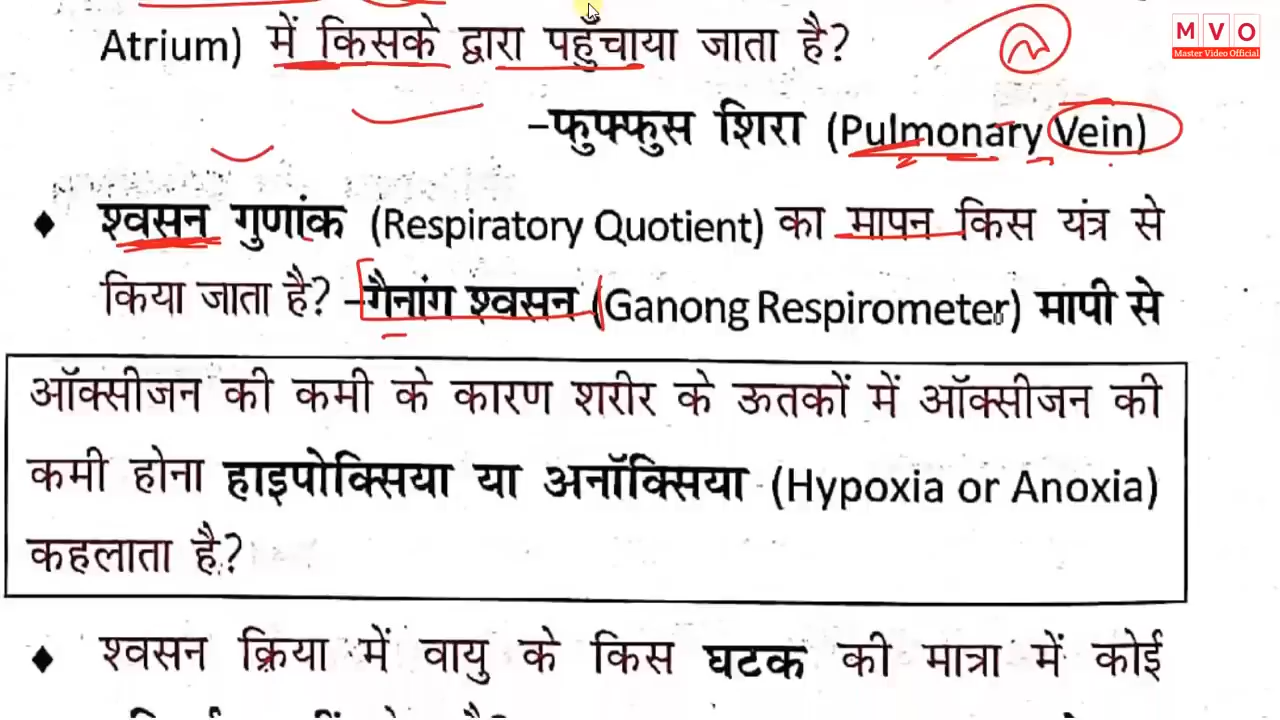 Atrium) में किसके द्वारा पहुँचाया जाता है?
M V O
Master Video Official
–फुफ्फुस शिरा (Pulmonary Vein)
♦ श्वसन गुणांक (Respiratory Quotient) का मापन किस यंत्र से
किया जाता है? –गैनांग श्वसन (Ganong Respirometer) मापी से
ऑक्सीजन की कमी के कारण शरीर के ऊतकों में ऑक्सीजन की
कमी होना हाइपोक्सिया या अनॉक्सिया (Hypoxia or Anoxia)
कहलाता है?
♦ श्वसन क्रिया में वायु के किस घटक की मात्रा में कोई